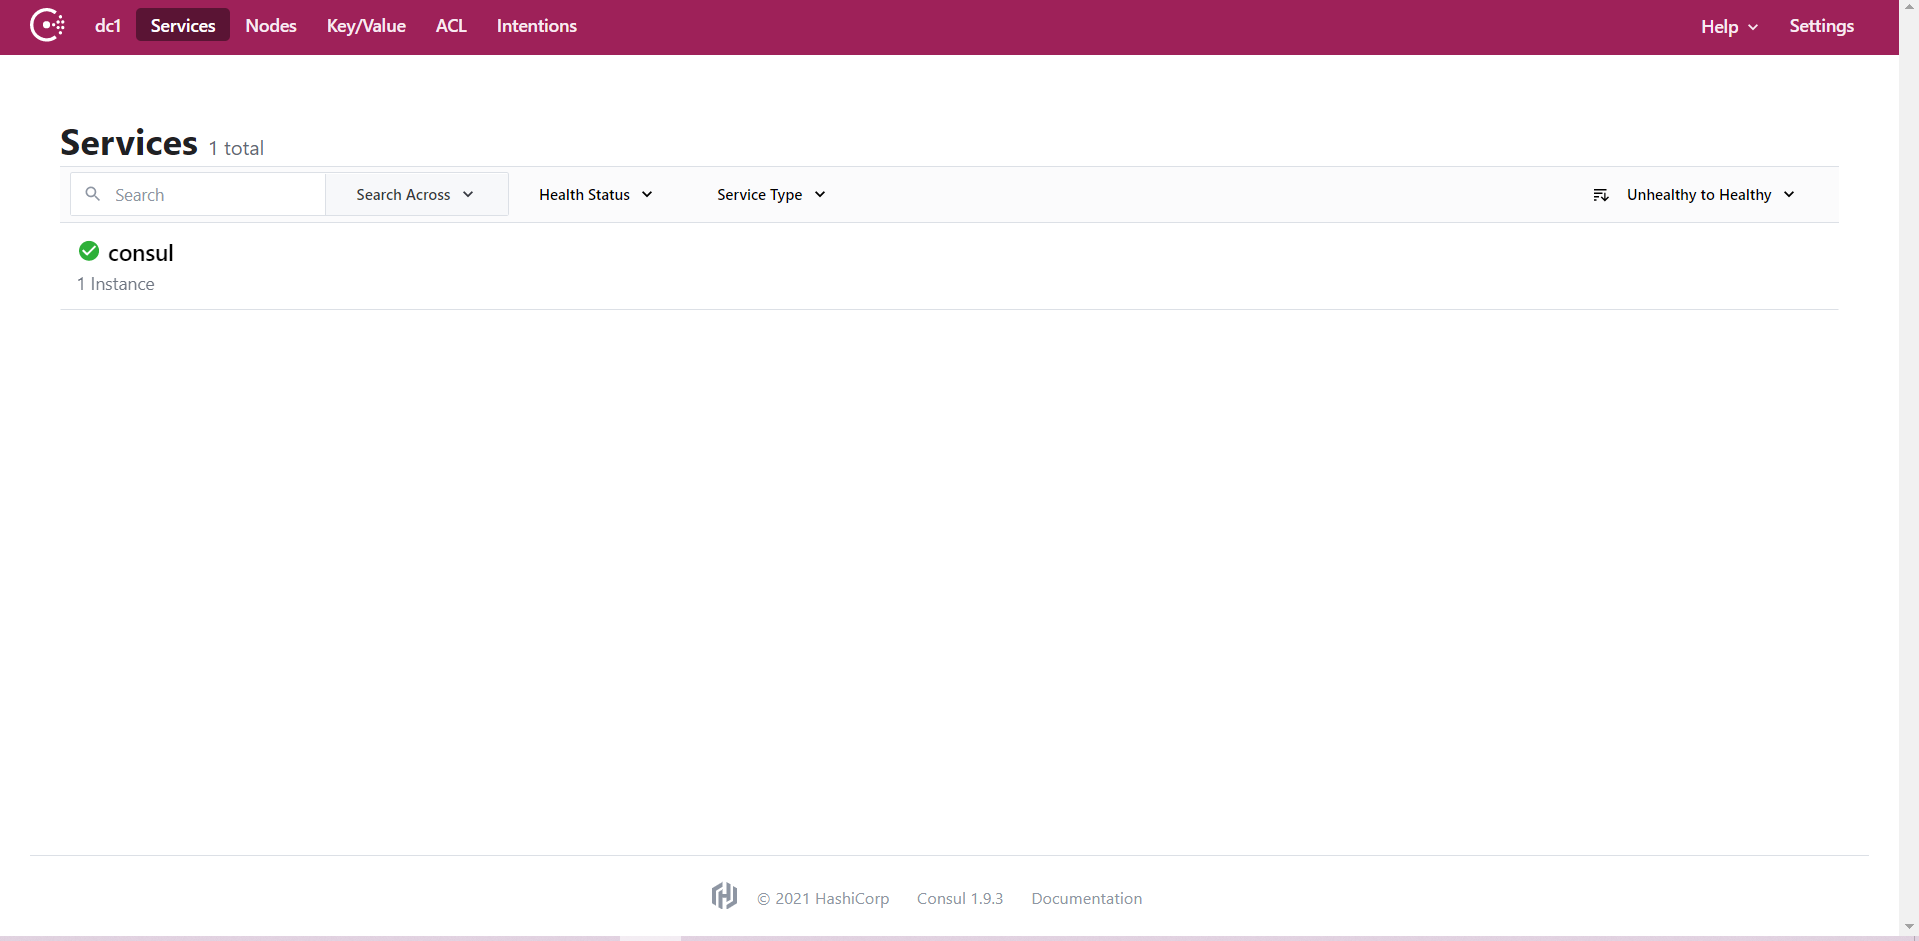 dc1 Services Nodes Key/Value ACL Intentions Help Settings
Services 1 total
Search Search Across Health Status Service Type Unhealthy to Healthy
consul
1 Instance
© 2021 HashiCorp Consul 1.9.3 Documentation